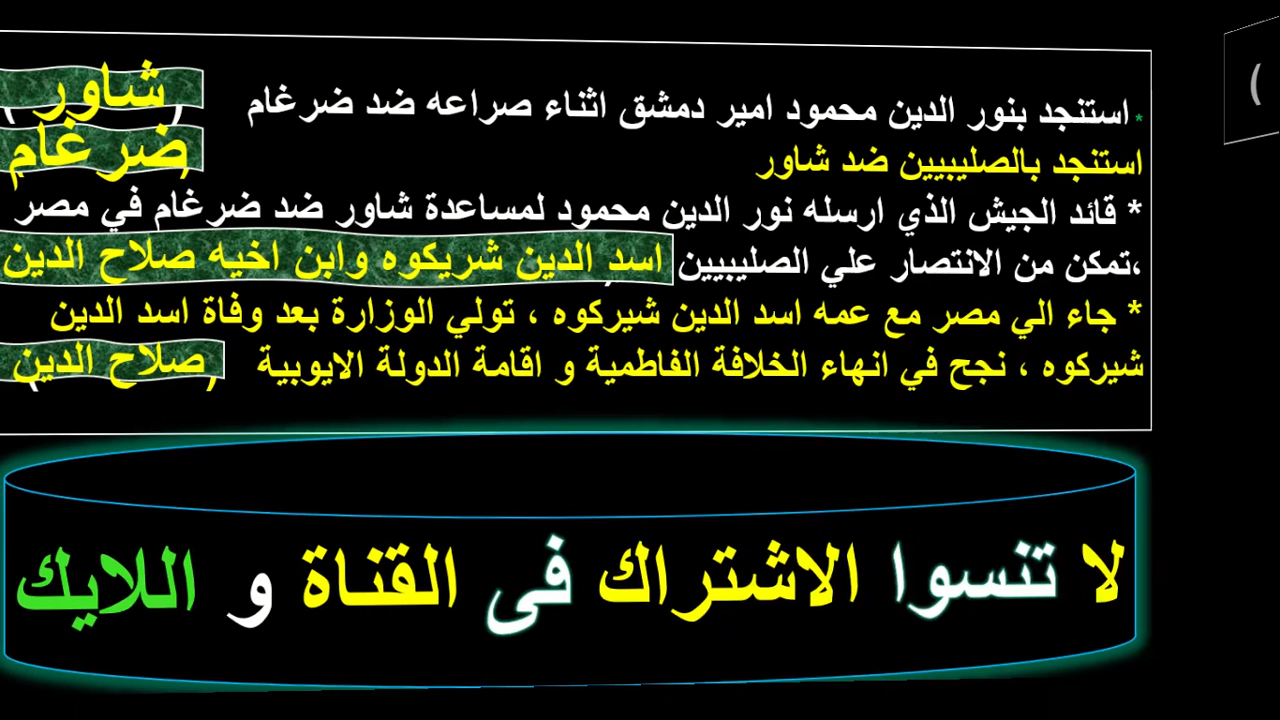 * استنجد بنور الدين محمود امير دمشق اثناء صراعه ضد ضرغام ( شاور )
استنجد بالصليبيين ضد شاور ضرغام
* قائد الجيش الذي ارسله نور الدين محمود لمساعدة شاور ضد ضرغام في مصر
،تمكن من الانتصار علي الصليبيين اسد الدين شريكوه وابن اخيه صلاح الدين
* جاء الي مصر مع عمه اسد الدين شيركوه ، تولي الوزارة بعد وفاة اسد الدين
شيركوه ، نجح في انهاء الخلافة الفاطمية و اقامة الدولة الايوبية ( صلاح الدين )
لا تنسوا الاشتراك فى القناة و اللايك